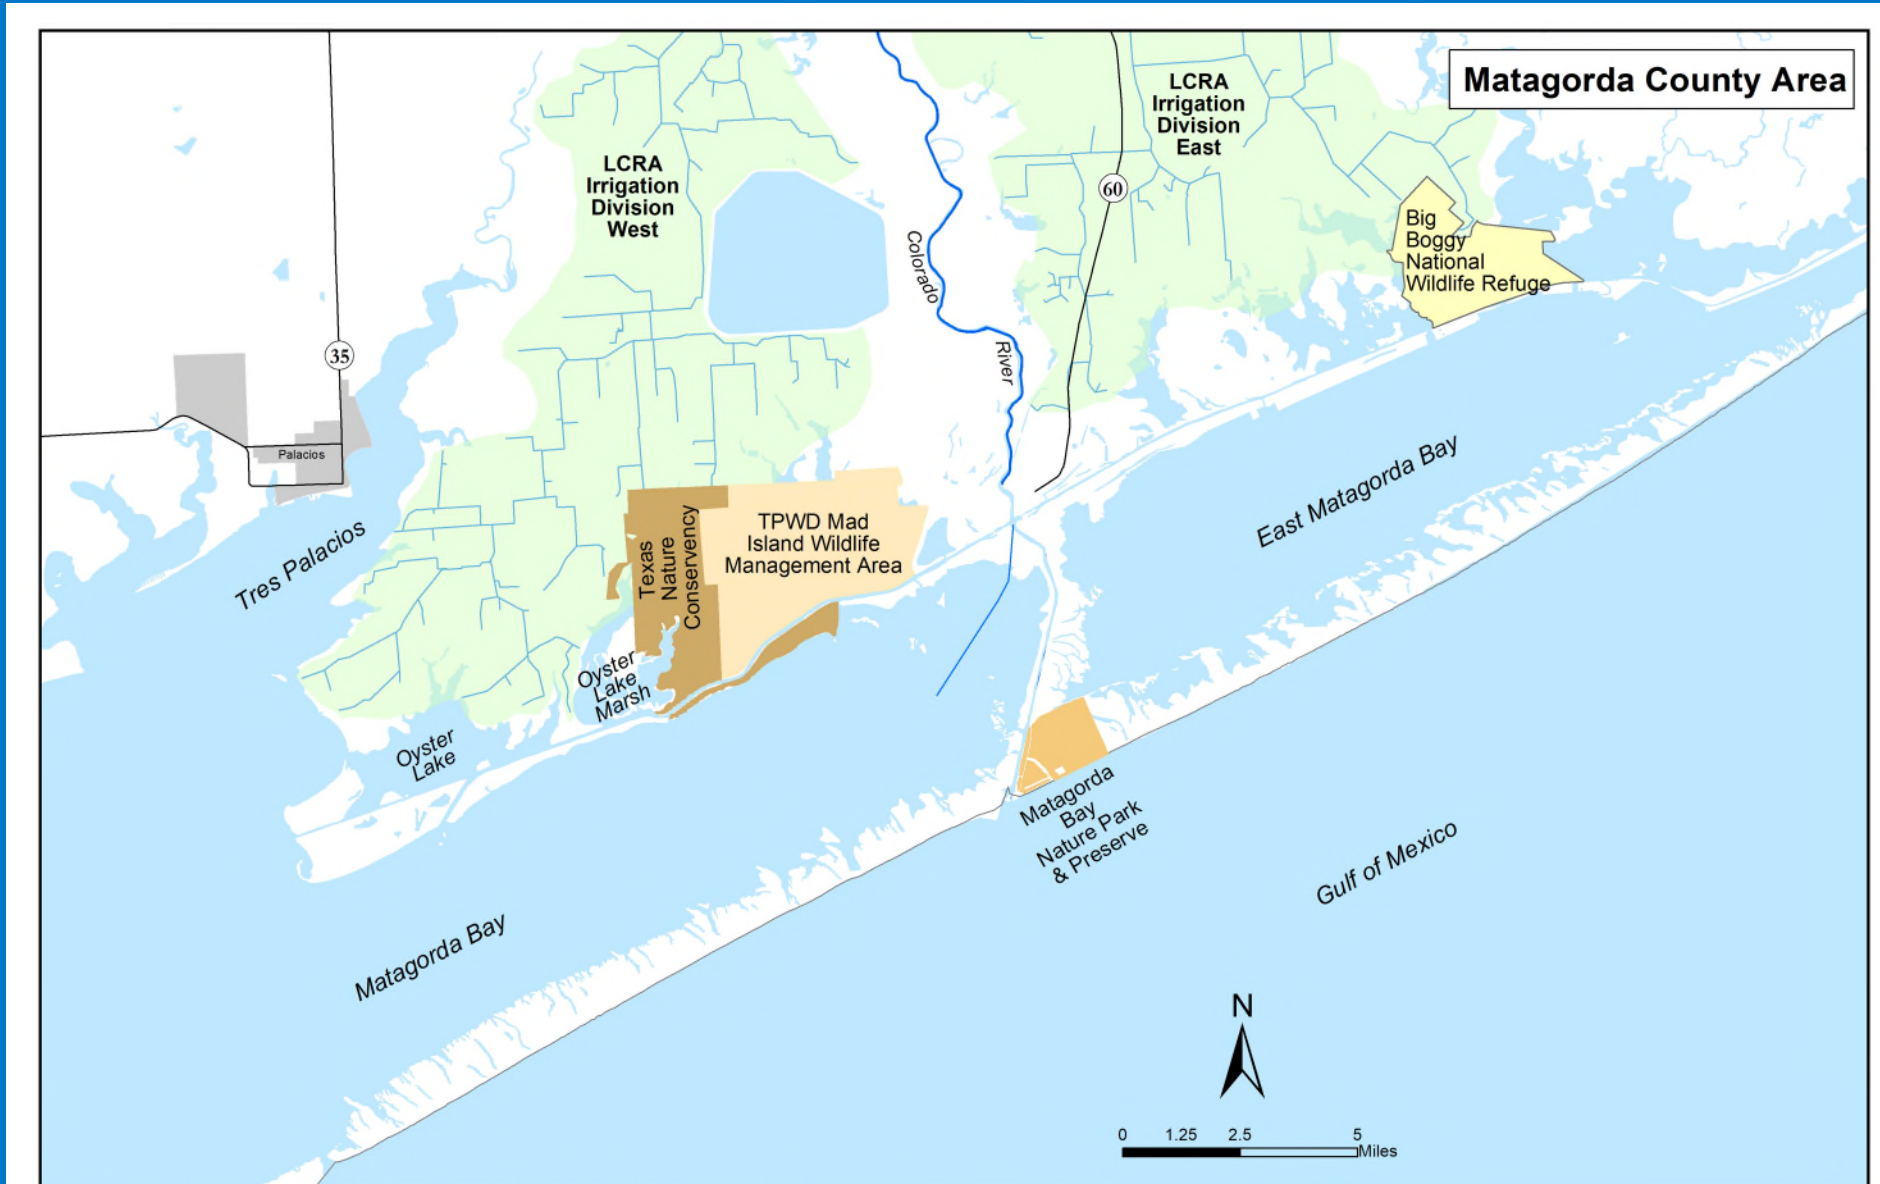 Matagorda County Area
LCRA
Irrigation
Division
West
LCRA
Irrigation
Division
East
60
Colorado
River
Big
Boggy
National
Wildlife Refuge
35
Palacios
Tres Palacios
Texas
Nature
Conservency
TPWD Mad
Island Wildlife
Management Area
East Matagorda Bay
Oyster
Lake
Marsh
Oyster
Lake
Matagorda
Bay
Nature Park
& Preserve
Gulf of Mexico
Matagorda Bay
N
0 1.25 2.5 5
Miles